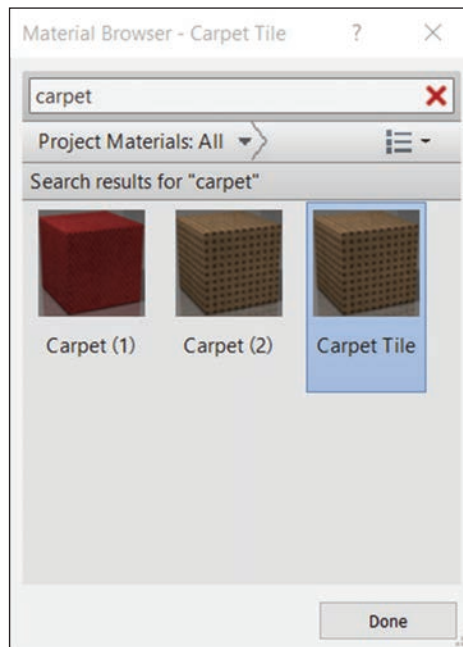 Material Browser - Carpet Tile ?
carpet
Project Materials: All
Search results for "carpet"
Carpet (1) Carpet (2) Carpet Tile
Done